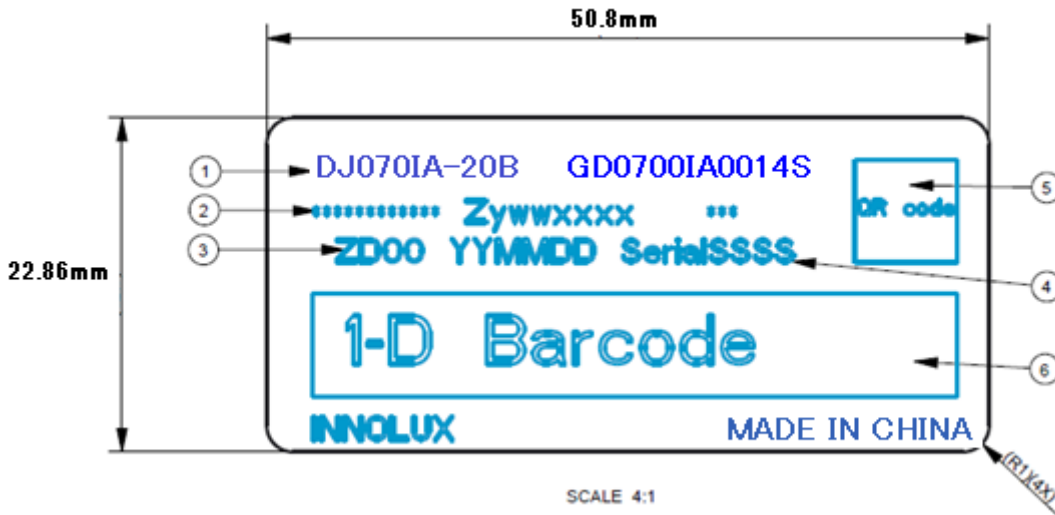 50.8mm
22.86mm
1 DJ070IA-20B GD0700IA0014S 5
2 ************ Zywwxxxx *** QR code
3 ZD00 YYMMDD SerialSSSS 4
1-D Barcode 6
INNOLUX MADE IN CHINA
(R1)(4X)
SCALE 4:1